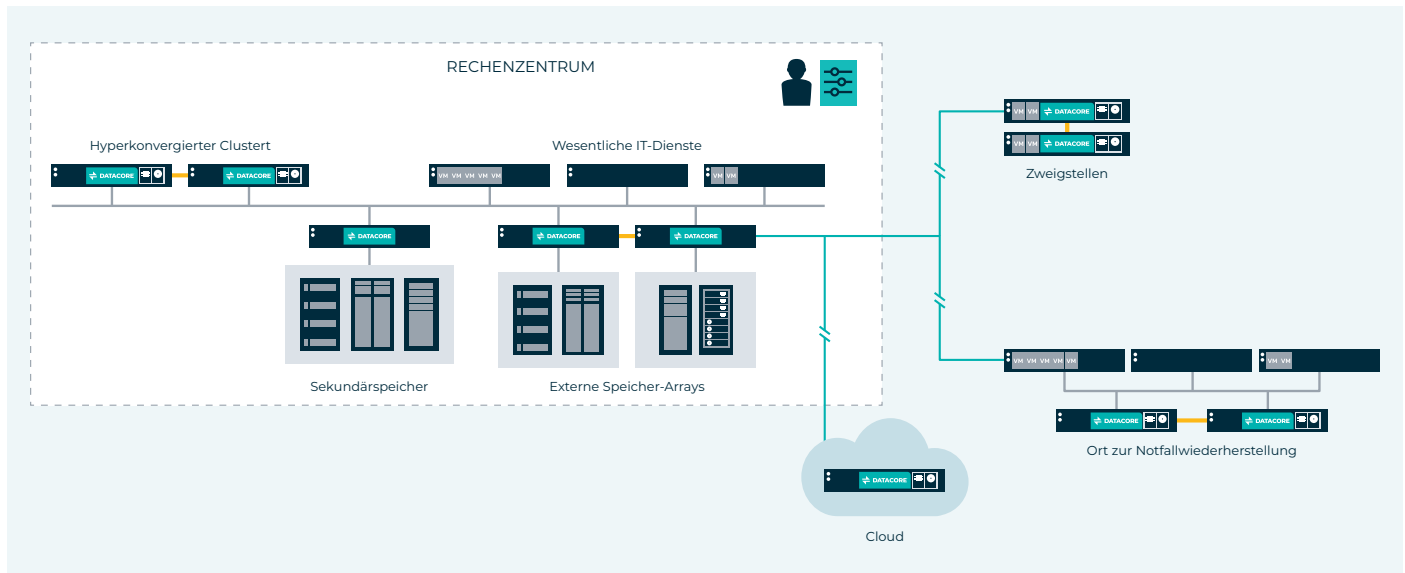 RECHENZENTRUM
Hyperkonvergierter Clustert
Wesentliche IT-Dienste
DATACORE
DATACORE
VM VM VM VM VM
VM VM
DATACORE
DATACORE
DATACORE
Sekundärspeicher
Externe Speicher-Arrays
VM VM DATACORE
VM VM DATACORE
Zweigstellen
VM VM VM VM VM
VM VM
DATACORE
DATACORE
Ort zur Notfallwiederherstellung
DATACORE
Cloud